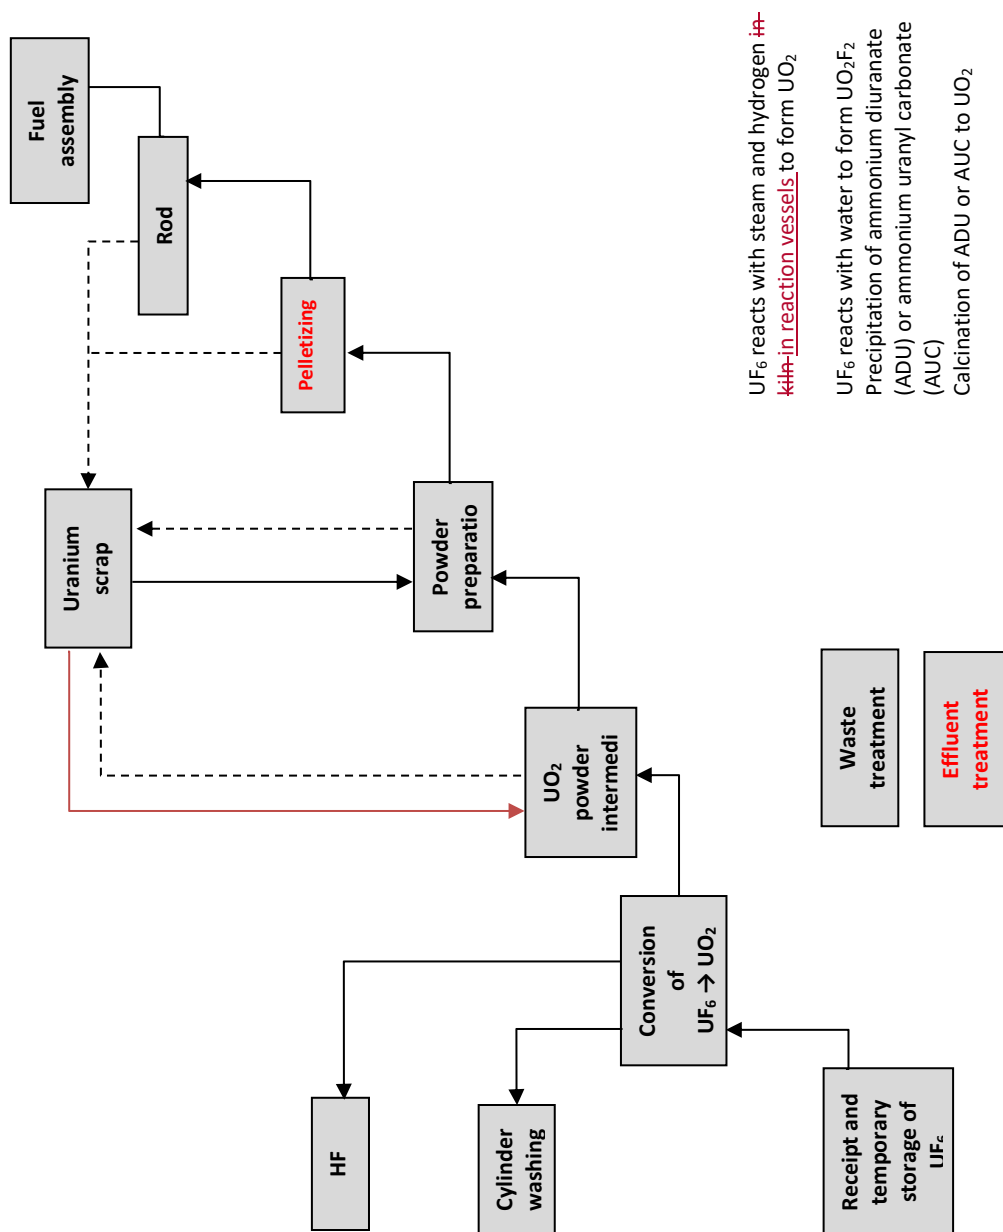 Fuel
assembly
Rod
Pelletizing
Uranium
scrap
Powder
preparatio
UO₂
powder
intermedi
Conversion
of
UF₆ → UO₂
HF
Cylinder
washing
Receipt and
temporary
storage of
UF₆
Waste
treatment
Effluent
treatment
UF₆ reacts with steam and hydrogen in
kiln in reaction vessels to form UO₂
UF₆ reacts with water to form UO₂F₂
Precipitation of ammonium diuranate
(ADU) or ammonium uranyl carbonate
(AUC)
Calcination of ADU or AUC to UO₂